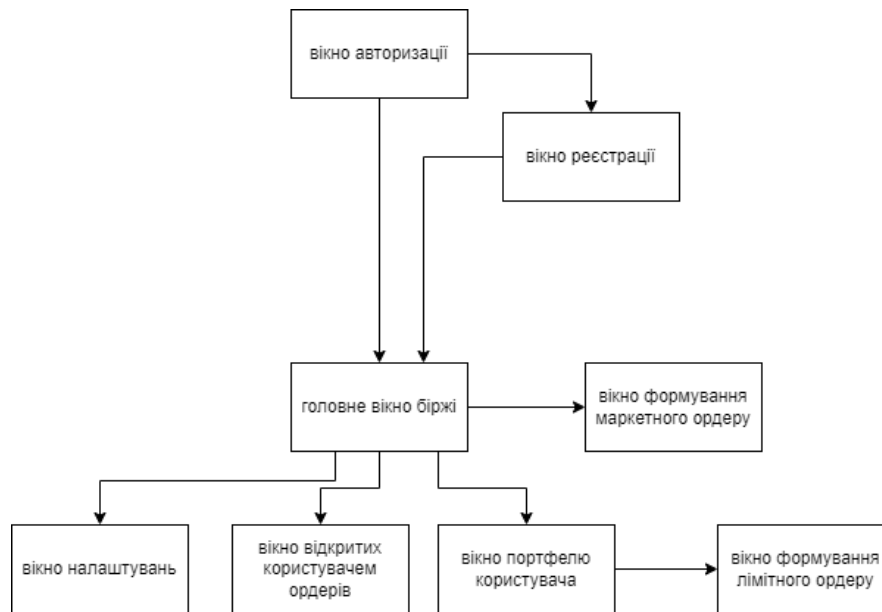 вікно авторизації
вікно реєстрації
головне вікно біржі
вікно формування
маркетного ордеру
вікно налаштувань
вікно відкритих
користувачем
ордерів
вікно портфелю
користувача
вікно формування
лімітного ордеру